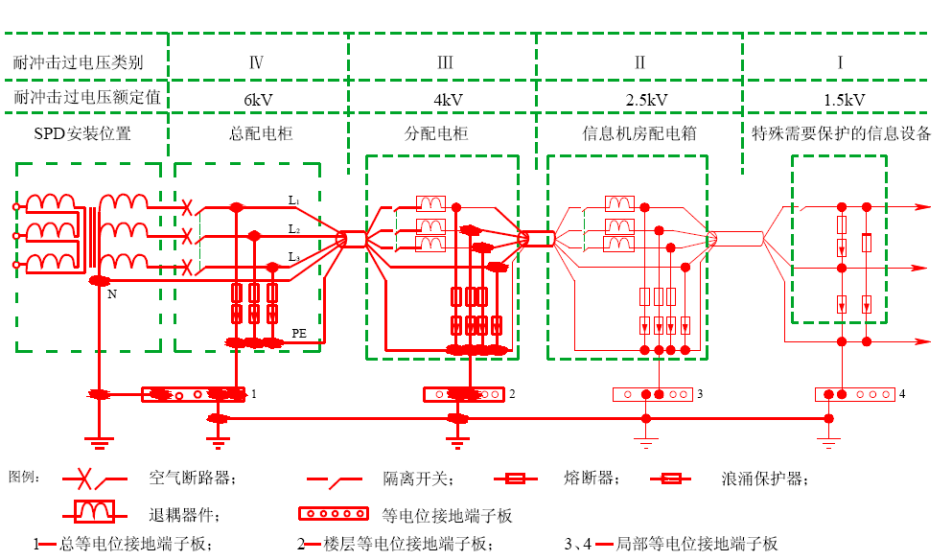 耐冲击过电压类别 Ⅳ Ⅲ Ⅱ Ⅰ
耐冲击过电压额定值 6kV 4kV 2.5kV 1.5kV
SPD安装位置 总配电柜 分配电柜 信息机房配电箱 特殊需要保护的信息设备
L1
L2
L3
N
PE
1 2 3 4
图例: 空气断路器; 隔离开关; 熔断器; 浪涌保护器;
退耦器件; 等电位接地端子板
1—总等电位接地端子板; 2—楼层等电位接地端子板; 3、4—局部等电位接地端子板